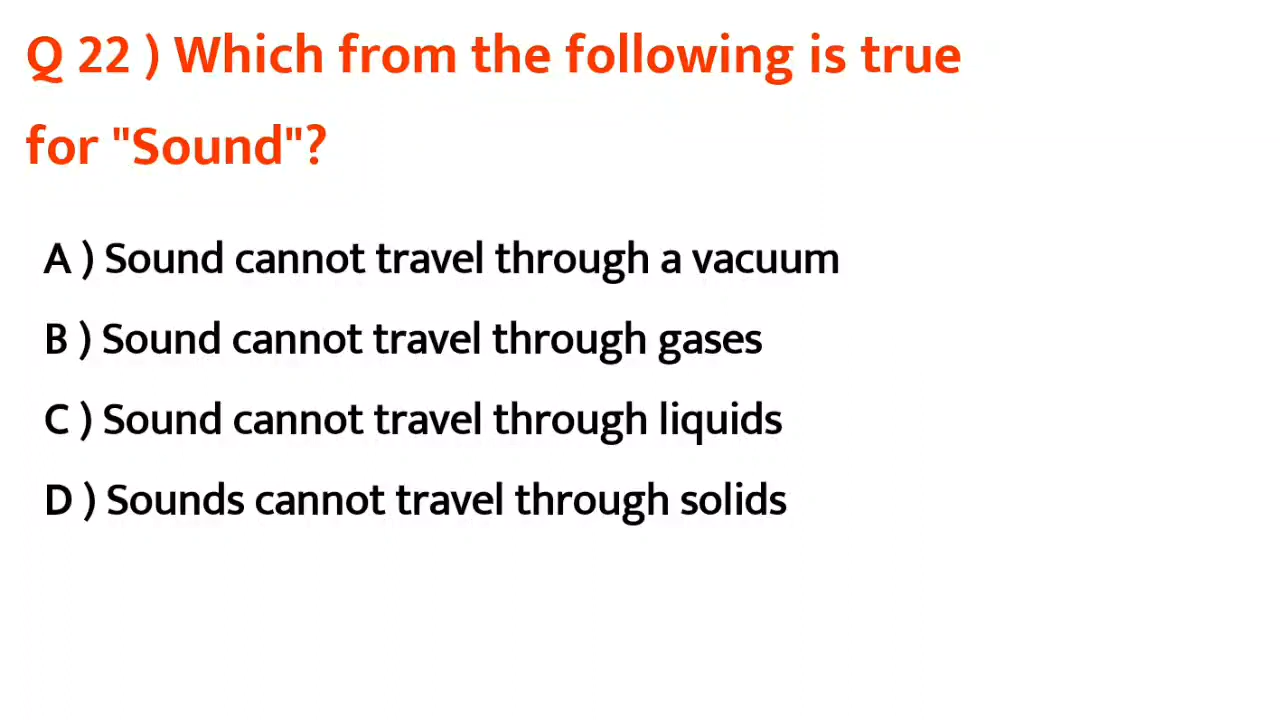 Q 22 ) Which from the following is true
for "Sound"?
A ) Sound cannot travel through a vacuum
B ) Sound cannot travel through gases
C ) Sound cannot travel through liquids
D ) Sounds cannot travel through solids